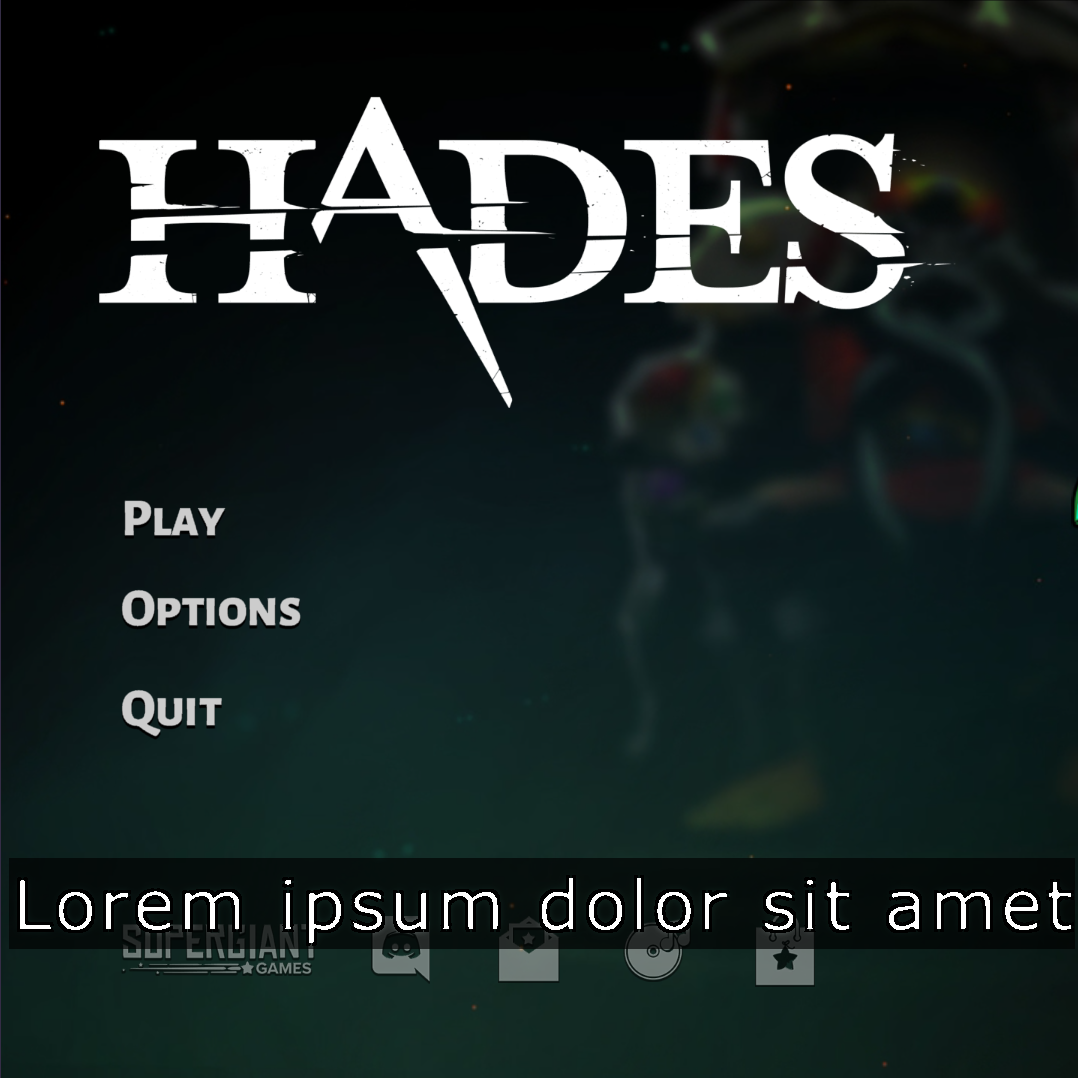 HADES
PLAY
OPTIONS
QUIT
Lorem ipsum dolor sit amet
SUPERGIANT
GAMES